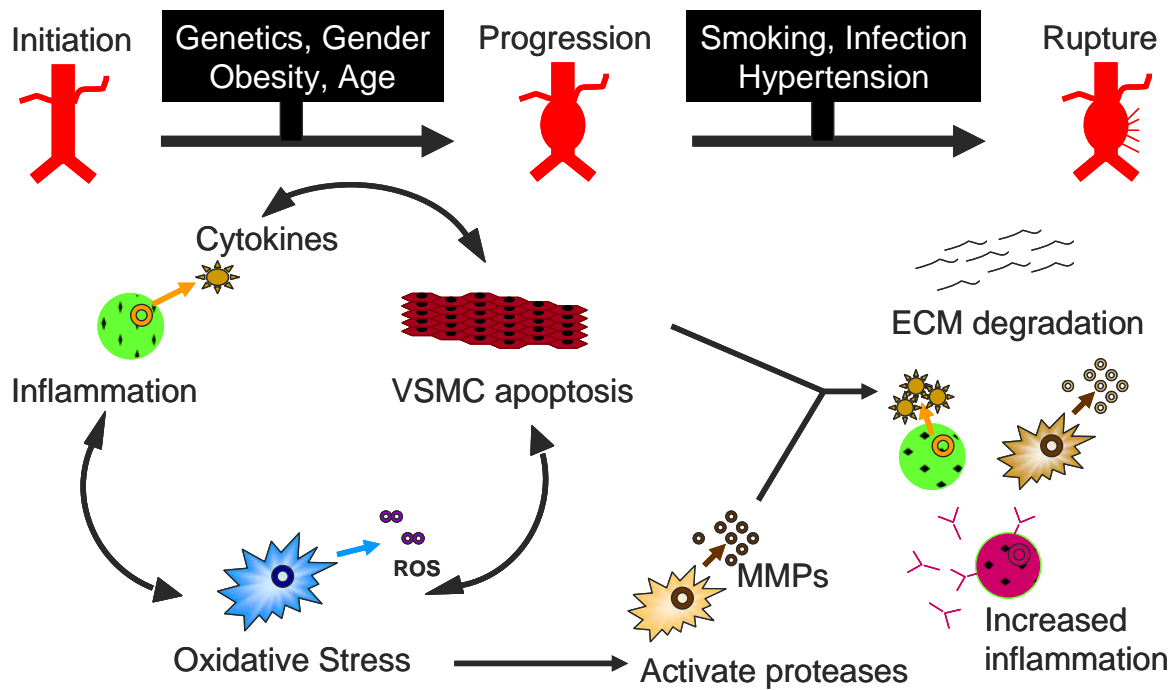 Initiation
Genetics, Gender
Obesity, Age
Progression
Smoking, Infection
Hypertension
Rupture
Cytokines
ECM degradation
Inflammation
VSMC apoptosis
ROS
MMPs
Oxidative Stress
Activate proteases
Increased
inflammation